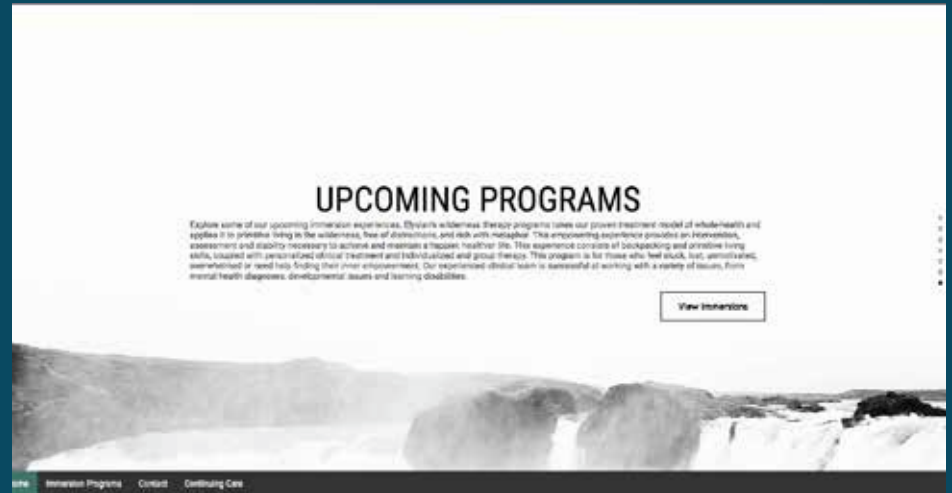 UPCOMING PROGRAMS
Explore some of our upcoming immersion experiences. Elysian's wilderness therapy programs takes our proven treatment model of whole-health and
applies it to primitive living in the wilderness, free of distractions, and rich with metaphor. This empowering experience provides an intervention,
assessment and stability necessary to achieve and maintain a happier, healthier life. This experience consists of backpacking and primitive living
skills, coupled with personalized clinical treatment and individualized and group therapy. This program is for those who feel stuck, lost, unmotivated,
overwhelmed or need help finding their inner empowerment. Our experienced clinical team is successful at working with a variety of issues, from
mental health diagnoses, developmental issues and learning disabilities.
View Immersions
ome Immersion Programs Contact Continuing Care